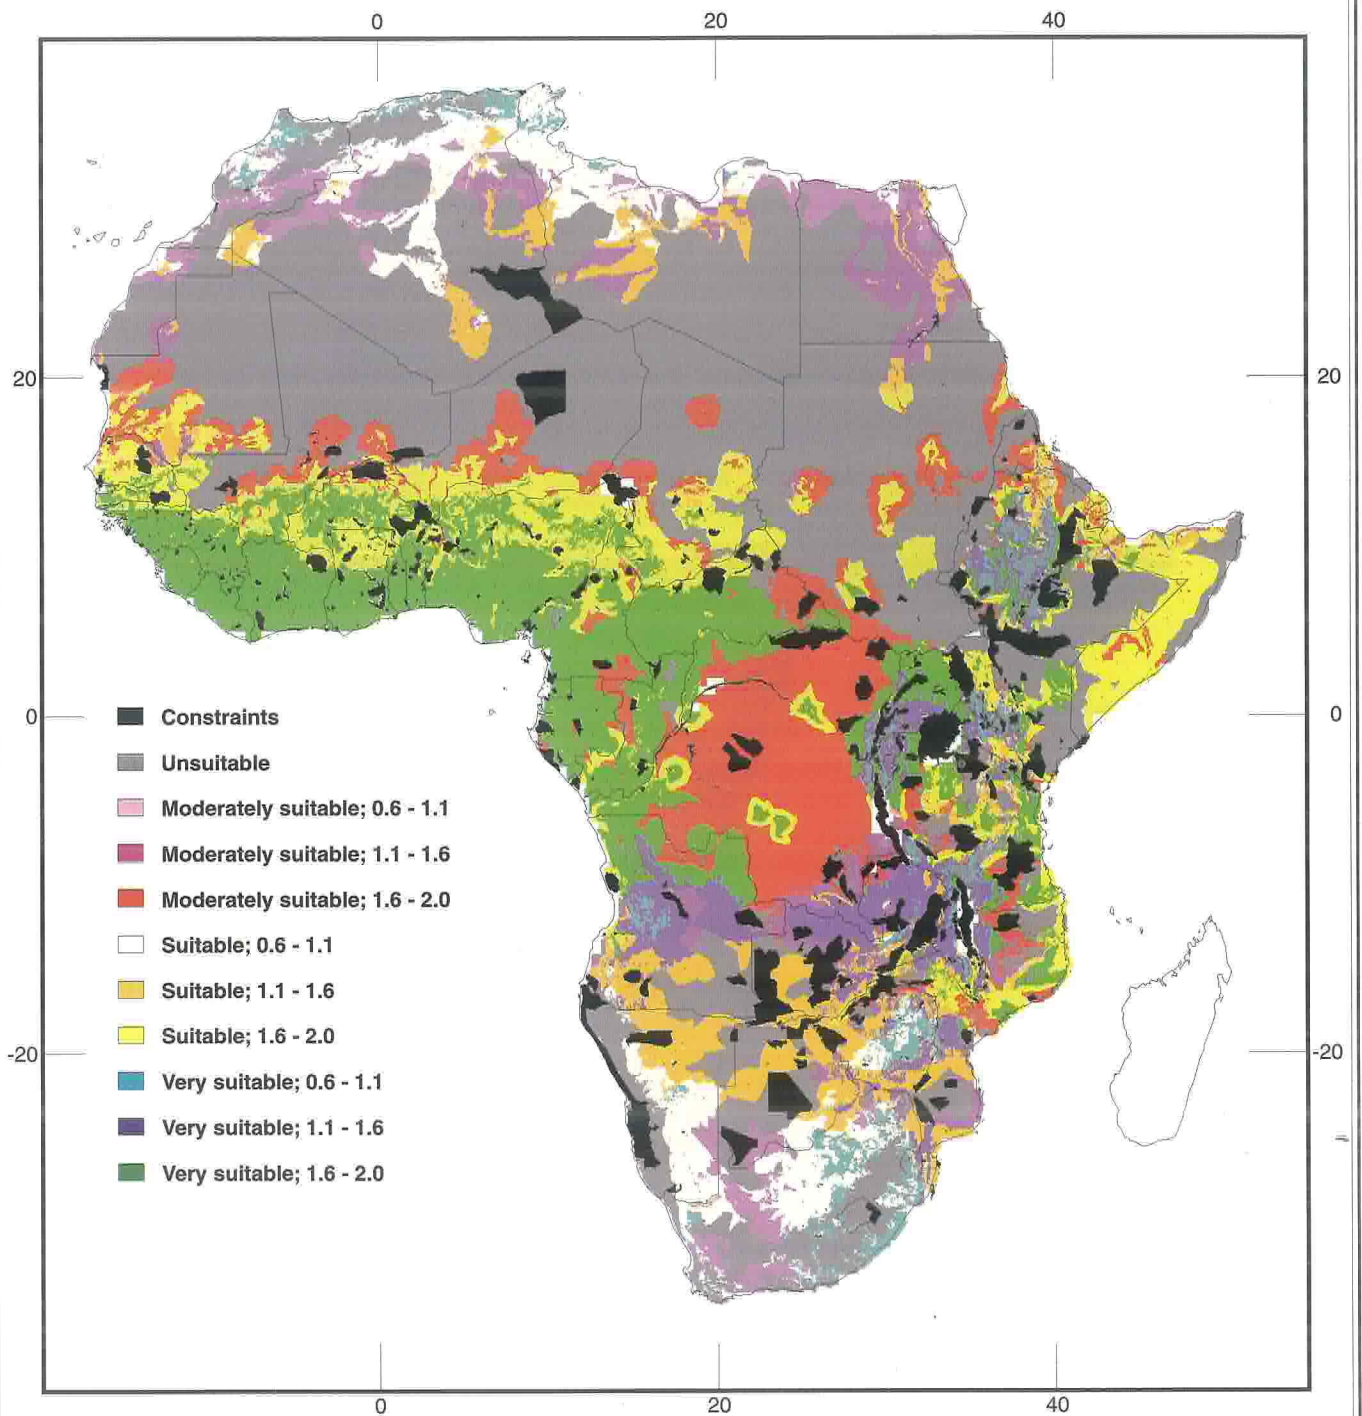 0 20 40
20 20
0 0
-20 -20
Constraints
Unsuitable
Moderately suitable; 0.6 - 1.1
Moderately suitable; 1.1 - 1.6
Moderately suitable; 1.6 - 2.0
Suitable; 0.6 - 1.1
Suitable; 1.1 - 1.6
Suitable; 1.6 - 2.0
Very suitable; 0.6 - 1.1
Very suitable; 1.1 - 1.6
Very suitable; 1.6 - 2.0
0 20 40